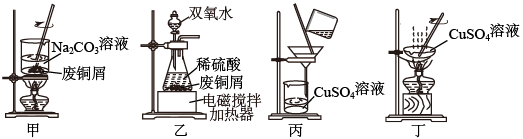 Na₂CO₃溶液
废铜屑
甲
双氧水
稀硫酸
废铜屑
电磁搅拌
加热器
乙
CuSO₄溶液
丙
CuSO₄溶液
丁